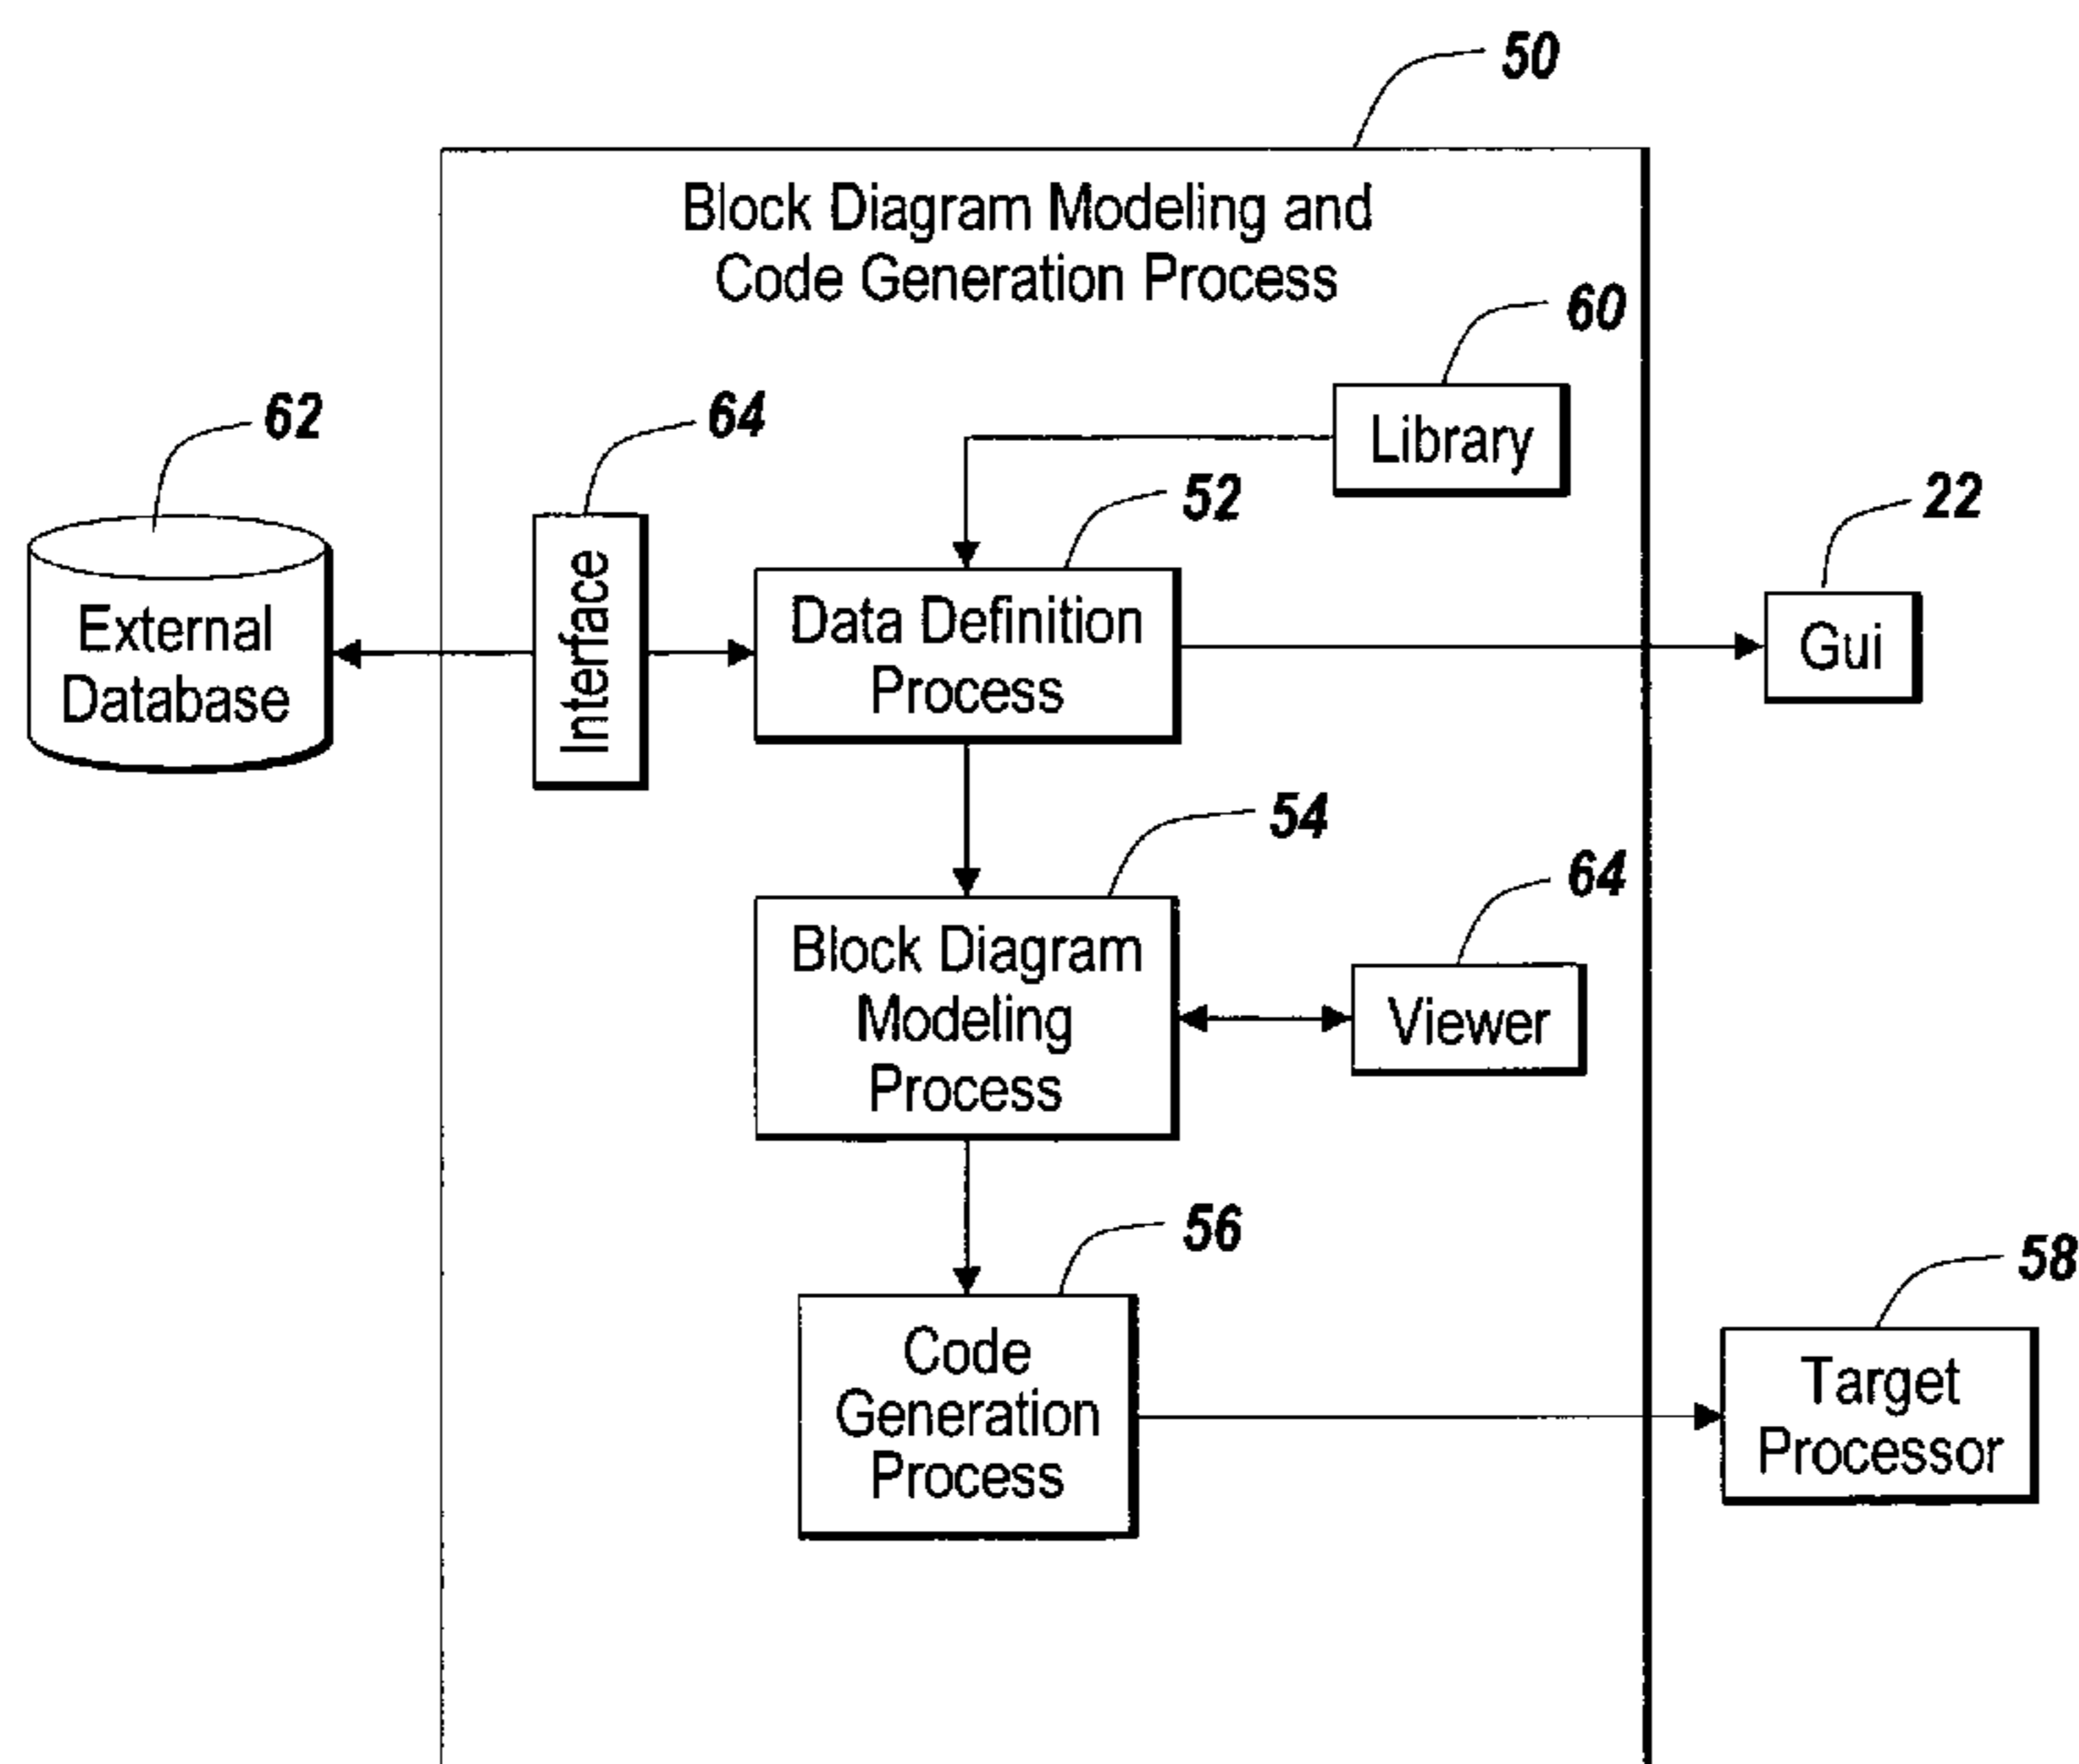 50
Block Diagram Modeling and
Code Generation Process
60
Library
62
64
52
22
External
Database
Interface
Data Definition
Process
Gui
54
64
Block Diagram
Modeling
Process
Viewer
56
58
Code
Generation
Process
Target
Processor